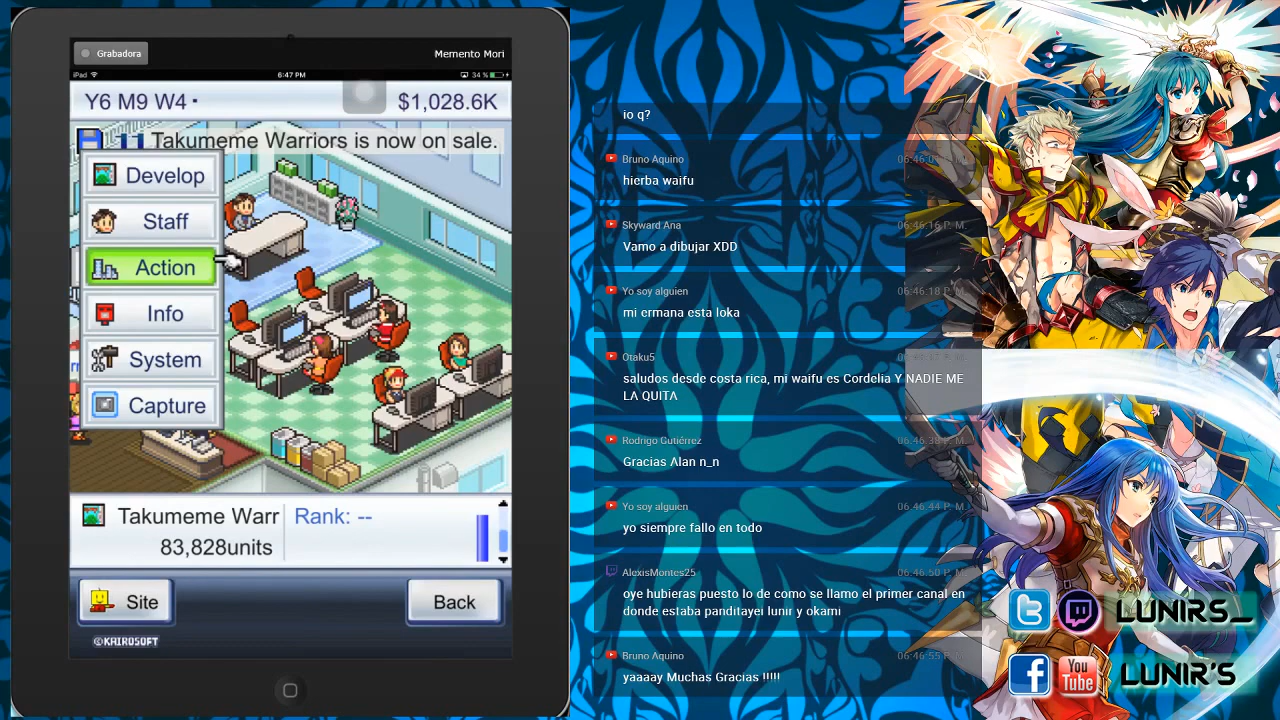 Grabadora
Memento Mori
iPad
6:47 PM
34 %
Y6 M9 W4
$1,028.6K
Takumeme Warriors is now on sale.
Develop
Staff
Action
Info
System
Capture
Takumeme Warr
Rank: --
83,828units
Site
Back
©KAIROSOFT
io q?
Bruno Aquino
hierba waifu
Skyward Ana
06:46:16 P. M.
Vamo a dibujar XDD
Yo soy alguien
06:46:18 P. M.
mi ermana esta loka
Otaku5
saludos desde costa rica, mi waifu es Cordelia Y NADIE ME
LA QUITA
Rodrigo Gutiérrez
06:46:38 P. M.
Gracias Alan n_n
Yo soy alguien
06:46:44 P. M.
yo siempre fallo en todo
AlexisMontes25
06:46:50 P. M.
oye hubieras puesto lo de como se llamo el primer canal en
donde estaba panditayei lunir y okami
Bruno Aquino
06:46:55 P. M.
yaaaay Muchas Gracias !!!!!
LUNIRS_
You
Tube
LUNIR'S